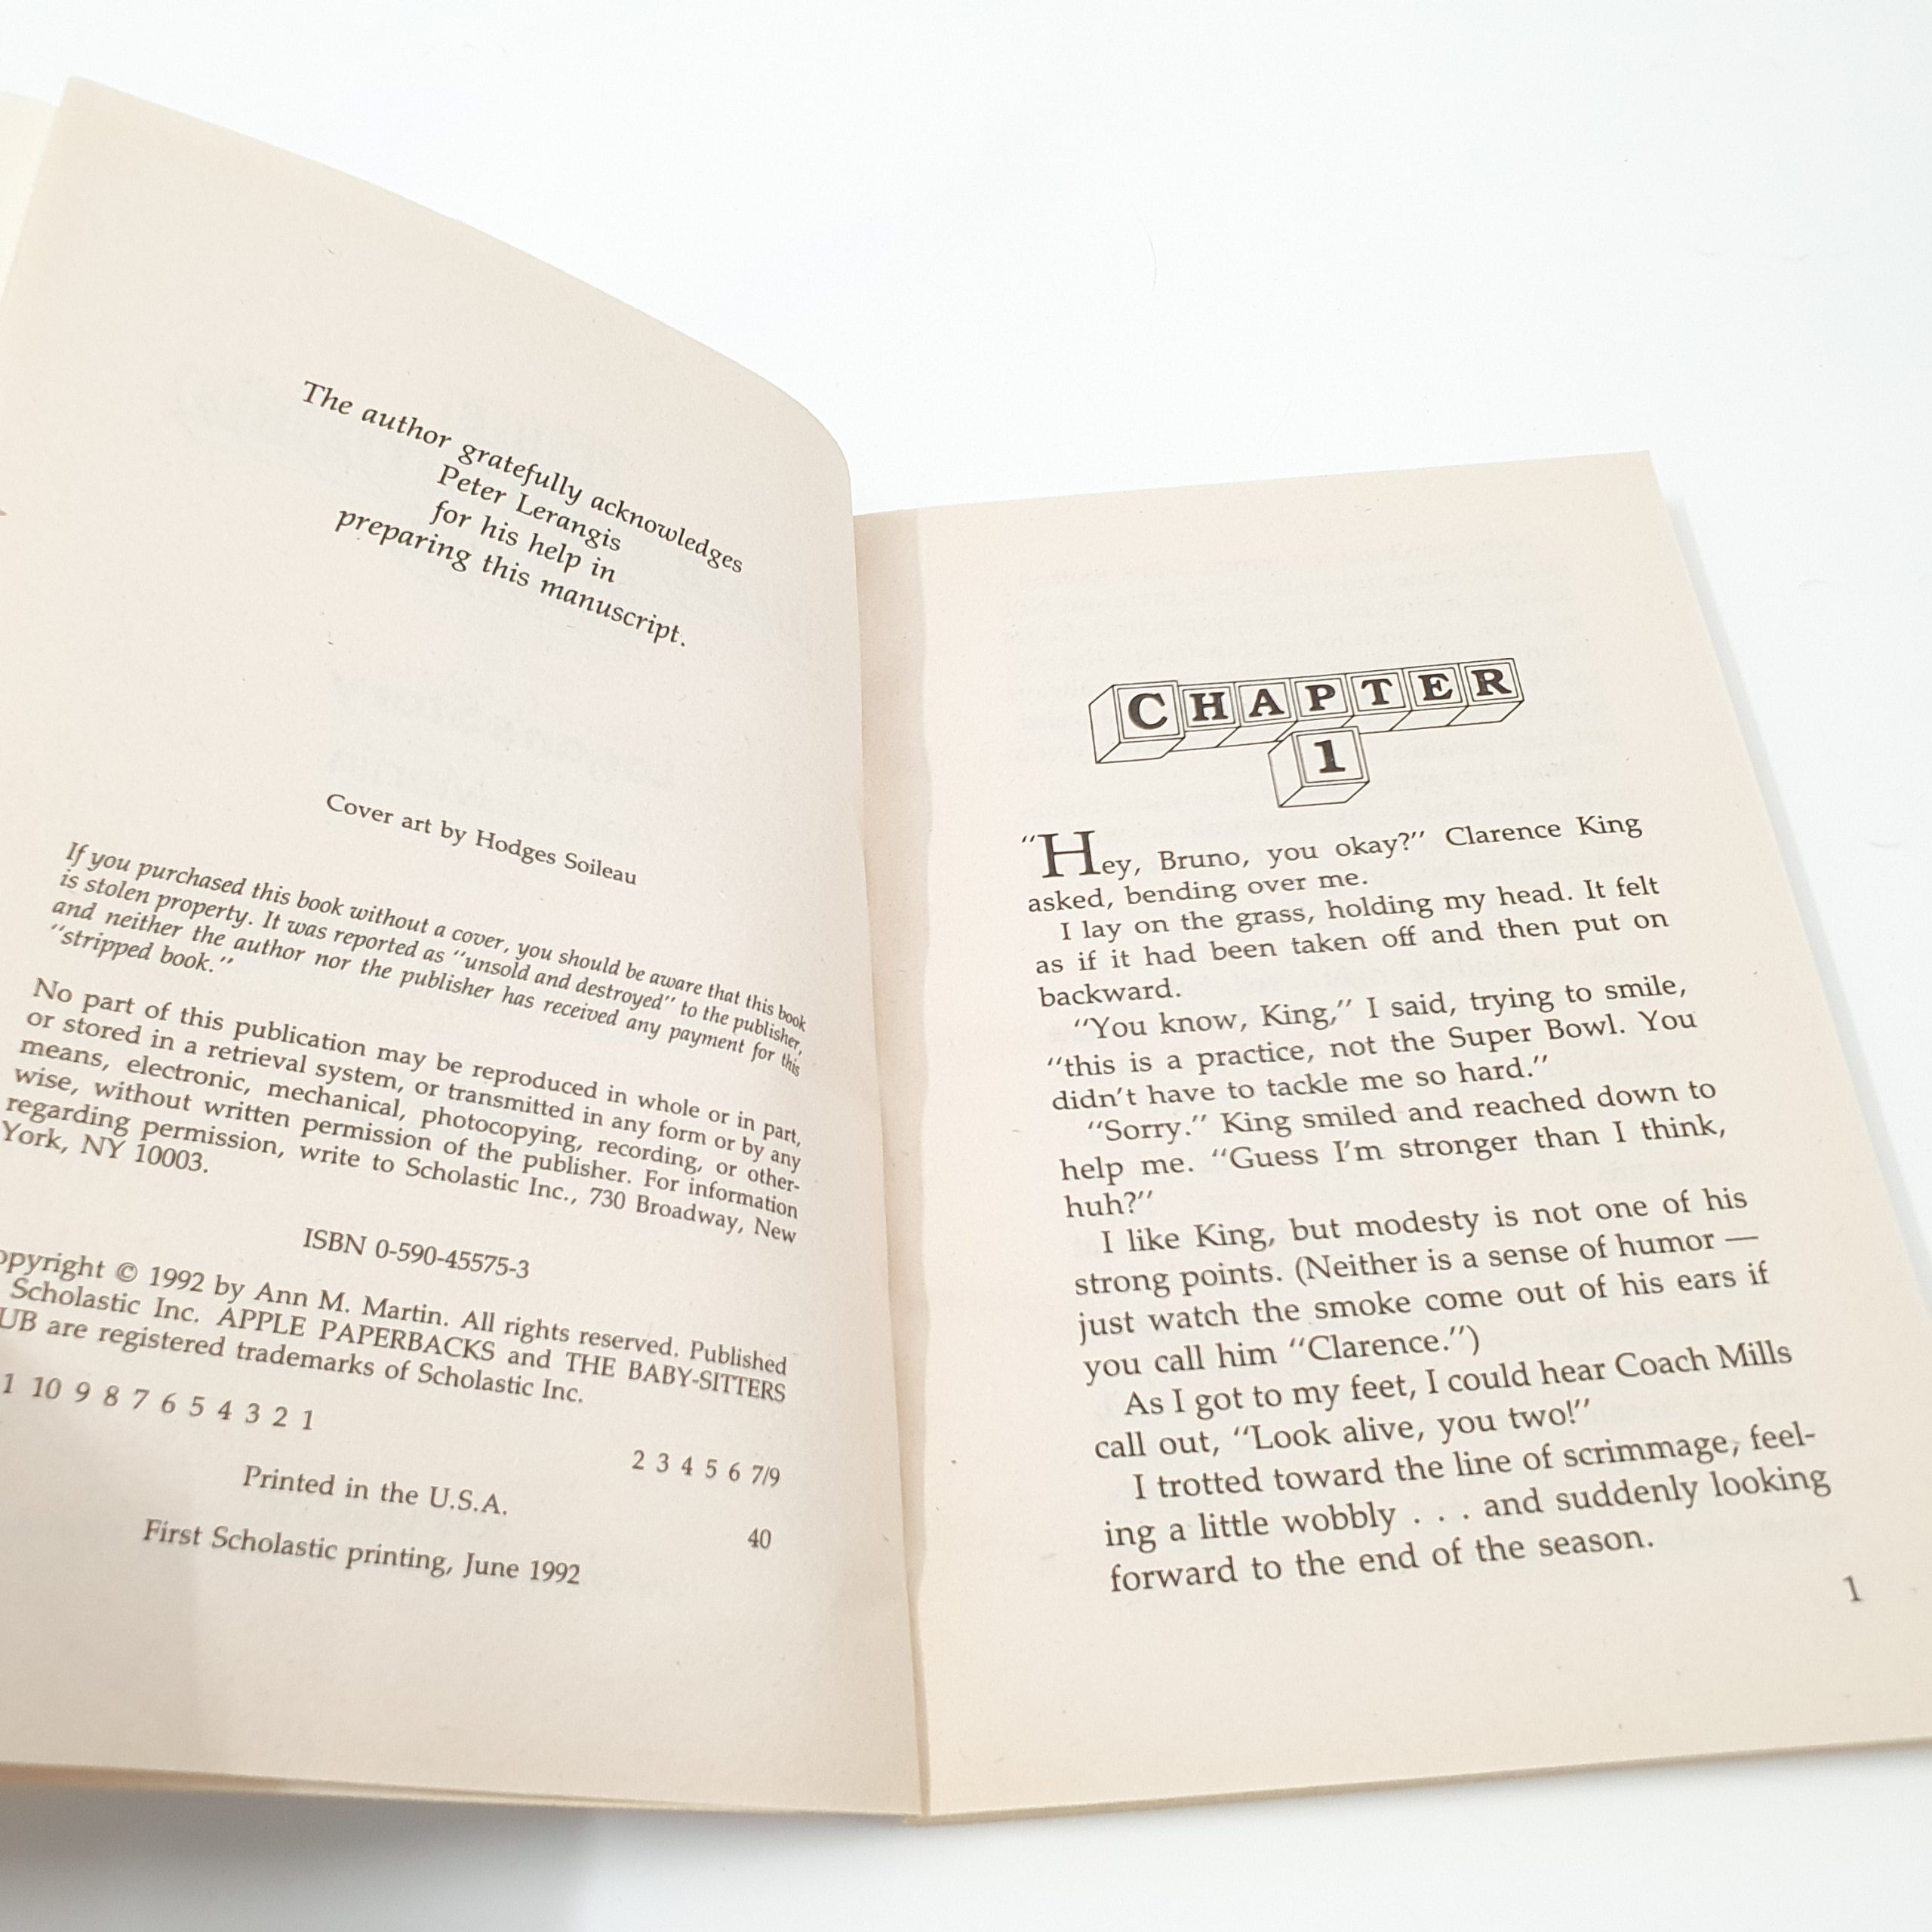 The author gratefully acknowledges
Peter Lerangis
for his help in
preparing this manuscript.
Cover art by Hodges Soileau
If you purchased this book without a cover, you should be aware that this book
is stolen property. It was reported as "unsold and destroyed" to the publisher,
and neither the author nor the publisher has received any payment for this
"stripped book."
No part of this publication may be reproduced in whole or in part,
or stored in a retrieval system, or transmitted in any form or by any
means, electronic, mechanical, photocopying, recording, or other-
wise, without written permission of the publisher. For information
regarding permission, write to Scholastic Inc., 730 Broadway, New
York, NY 10003.
ISBN 0-590-45575-3
opyright © 1992 by Ann M. Martin. All rights reserved. Published
Scholastic Inc. APPLE PAPERBACKS and THE BABY-SITTERS
UB are registered trademarks of Scholastic Inc.
1 10 9 8 7 6 5 4 3 2 1
2 3 4 5 6 7/9
Printed in the U.S.A.
40
First Scholastic printing, June 1992
CHAPTER
1
"Hey, Bruno, you okay?" Clarence King
asked, bending over me.
I lay on the grass, holding my head. It felt
as if it had been taken off and then put on
backward.
"You know, King," I said, trying to smile,
"this is a practice, not the Super Bowl. You
didn't have to tackle me so hard."
"Sorry." King smiled and reached down to
help me. "Guess I'm stronger than I think,
huh?"
I like King, but modesty is not one of his
strong points. (Neither is a sense of humor —
just watch the smoke come out of his ears if
you call him "Clarence.")
As I got to my feet, I could hear Coach Mills
call out, "Look alive, you two!"
I trotted toward the line of scrimmage, feel-
ing a little wobbly . . . and suddenly looking
forward to the end of the season.
1